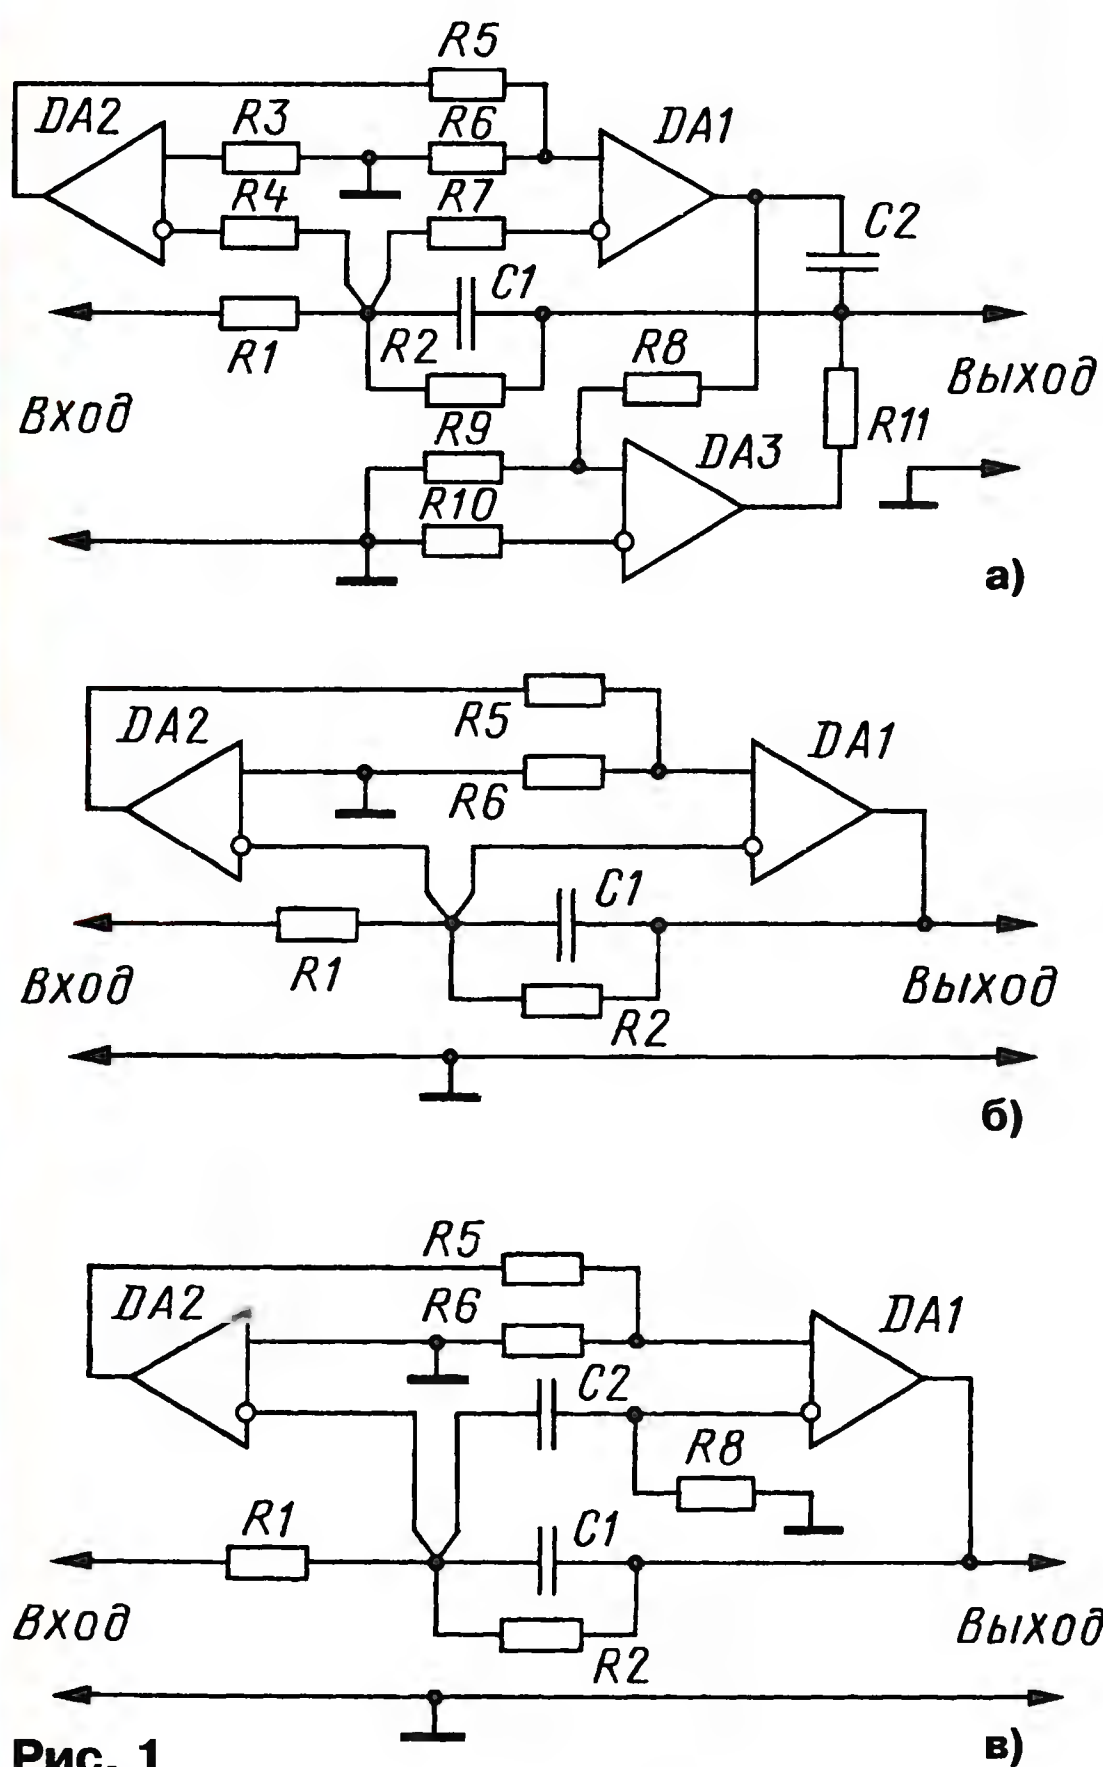 R5
DA2
R3
R6
DA1
R4
R7
C2
C1
R1
R2
R8
Вход
Выход
R9
R11
DA3
R10
а)
R5
DA2
DA1
R6
C1
R1
Вход
Выход
R2
б)
R5
DA2
R6
DA1
C2
R8
R1
C1
Вход
Выход
R2
в)
Рис. 1